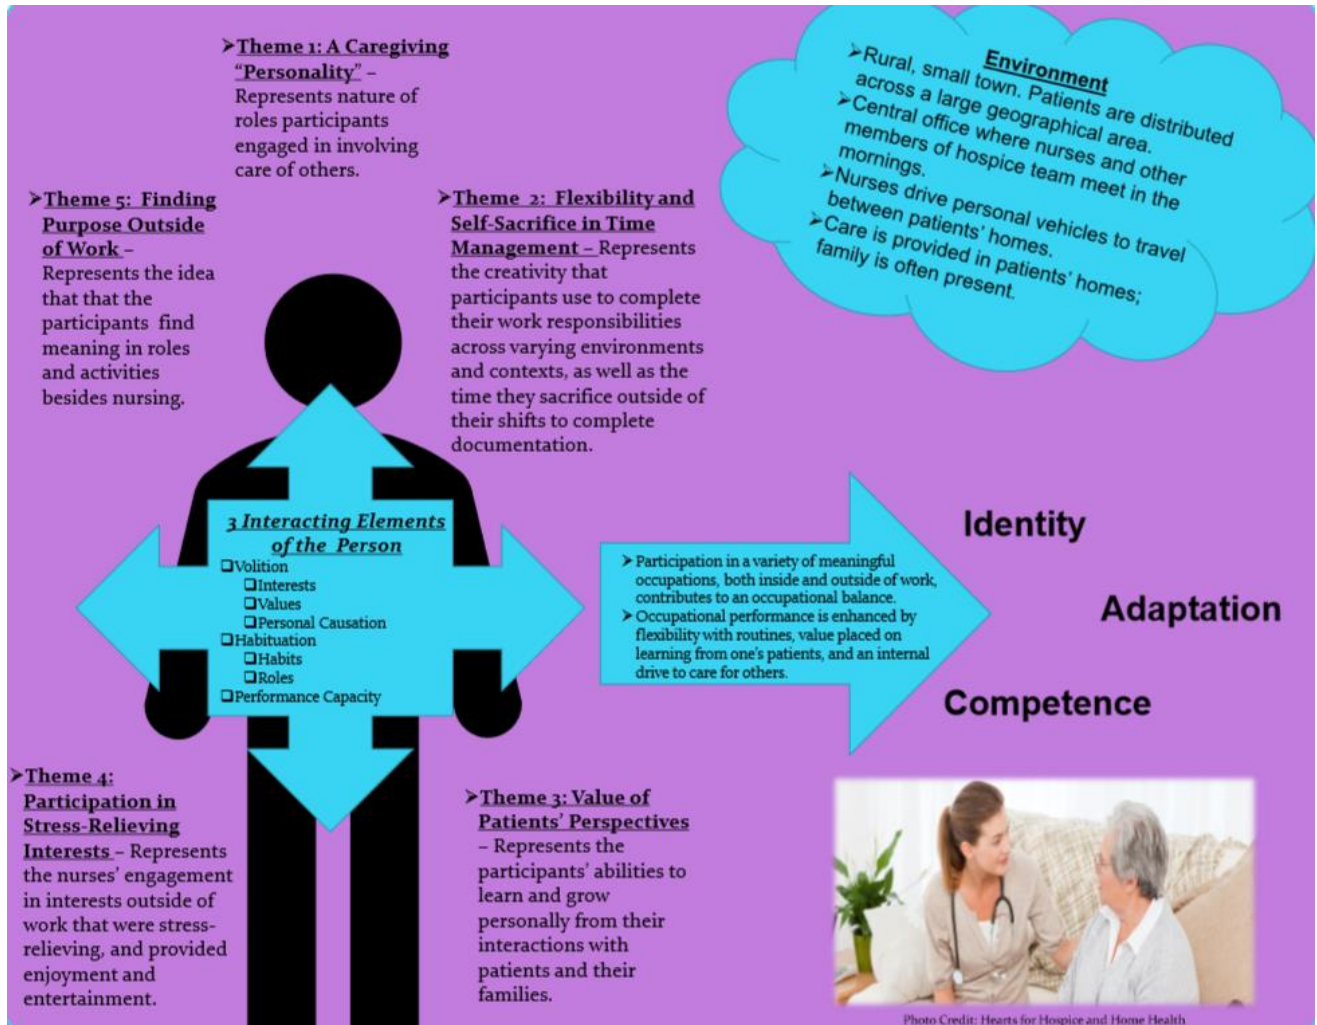 ➢Theme 1: A Caregiving
“Personality” –
Represents nature of
roles participants
engaged in involving
care of others.
➢Theme 5: Finding
Purpose Outside
of Work –
Represents the idea
that that the
participants find
meaning in roles
and activities
besides nursing.
➢Theme 2: Flexibility and
Self-Sacrifice in Time
Management – Represents
the creativity that
participants use to complete
their work responsibilities
across varying environments
and contexts, as well as the
time they sacrifice outside of
their shifts to complete
documentation.
Environment
➢Rural, small town. Patients are distributed
across a large geographical area.
➢Central office where nurses and other
members of hospice team meet in the
mornings.
➢Nurses drive personal vehicles to travel
between patients’ homes.
➢Care is provided in patients’ homes;
family is often present.
3 Interacting Elements
of the Person
❑Volition
❑Interests
❑Values
❑Personal Causation
❑Habituation
❑Habits
❑Roles
❑Performance Capacity
➢Participation in a variety of meaningful
occupations, both inside and outside of work,
contributes to an occupational balance.
➢Occupational performance is enhanced by
flexibility with routines, value placed on
learning from one’s patients, and an internal
drive to care for others.
Identity
Adaptation
Competence
➢Theme 4:
Participation in
Stress-Relieving
Interests – Represents
the nurses’ engagement
in interests outside of
work that were stress-
relieving, and provided
enjoyment and
entertainment.
➢Theme 3: Value of
Patients’ Perspectives
– Represents the
participants’ abilities to
learn and grow
personally from their
interactions with
patients and their
families.
Photo Credit: Hearts for Hospice and Home Health